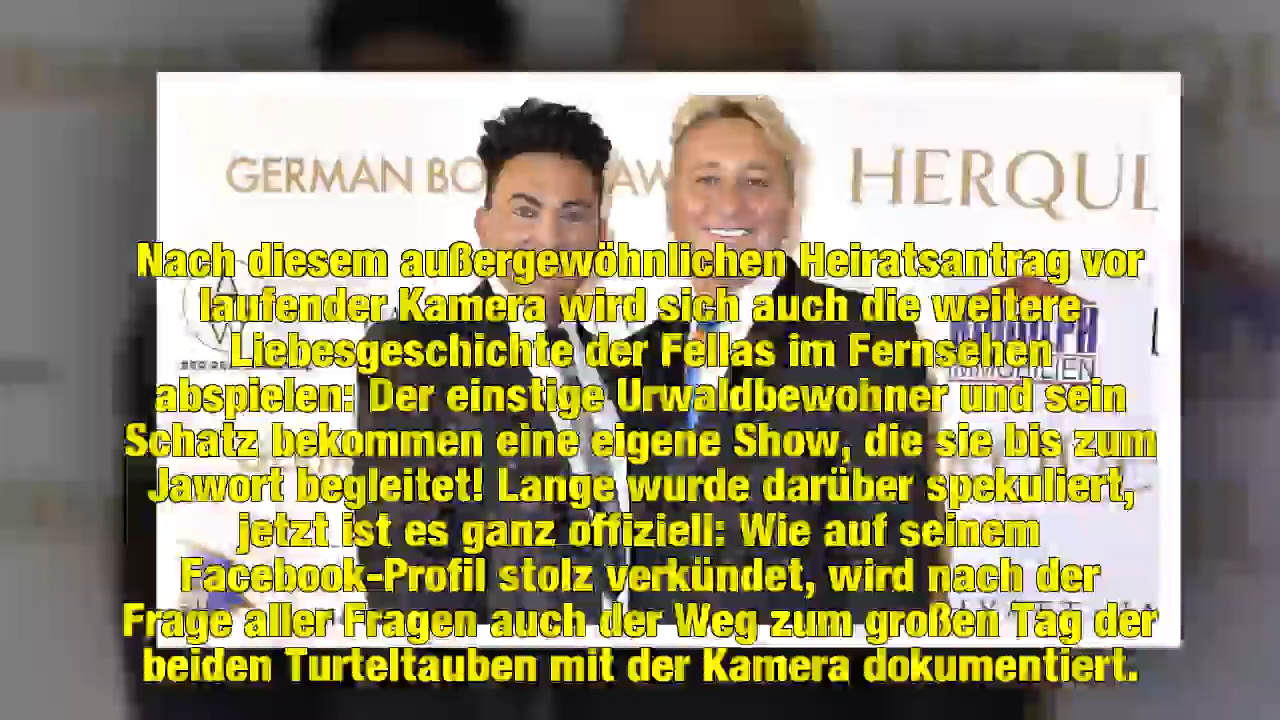 GERMAN BO AW
HERQUL
Nach diesem außergewöhnlichen Heiratsantrag vor
laufender Kamera wird sich auch die weitere
Liebesgeschichte der Fellas im Fernsehen
abspielen: Der einstige Urwaldbewohner und sein
Schatz bekommen eine eigene Show, die sie bis zum
Jawort begleitet! Lange wurde darüber spekuliert,
jetzt ist es ganz offiziell: Wie auf seinem
Facebook-Profil stolz verkündet, wird nach der
Frage aller Fragen auch der Weg zum großen Tag der
beiden Turteltauben mit der Kamera dokumentiert.